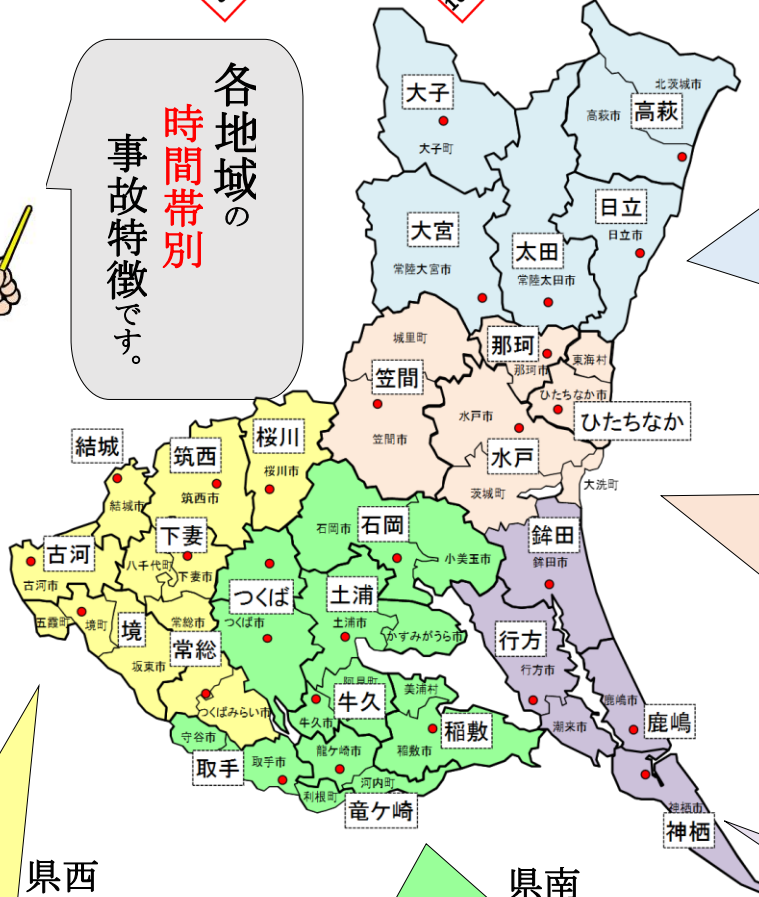 各地域の
時間帯別
事故特徴です。
大子
大子町
北茨城市
高萩市
高萩
日立
日立市
大宮
常陸大宮市
太田
常陸太田市
城里町
那珂
那珂市
東海村
笠間
笠間市
ひたちなか市
ひたちなか
水戸市
水戸
茨城町
大洗町
桜川
桜川市
結城
結城市
筑西
筑西市
下妻
八千代町
下妻市
古河
古河市
五霞町
境町
境
坂東市
常総市
常総
つくばみらい市
石岡市
石岡
小美玉市
つくば
つくば市
土浦
土浦市
かすみがうら市
阿見町
牛久
牛久市
美浦村
稲敷
稲敷市
守谷市
取手
取手市
龍ケ崎市
河内町
利根町
竜ケ崎
鉾田
鉾田市
行方
行方市
潮来市
鹿嶋市
鹿嶋
神栖市
神栖
県西
県南